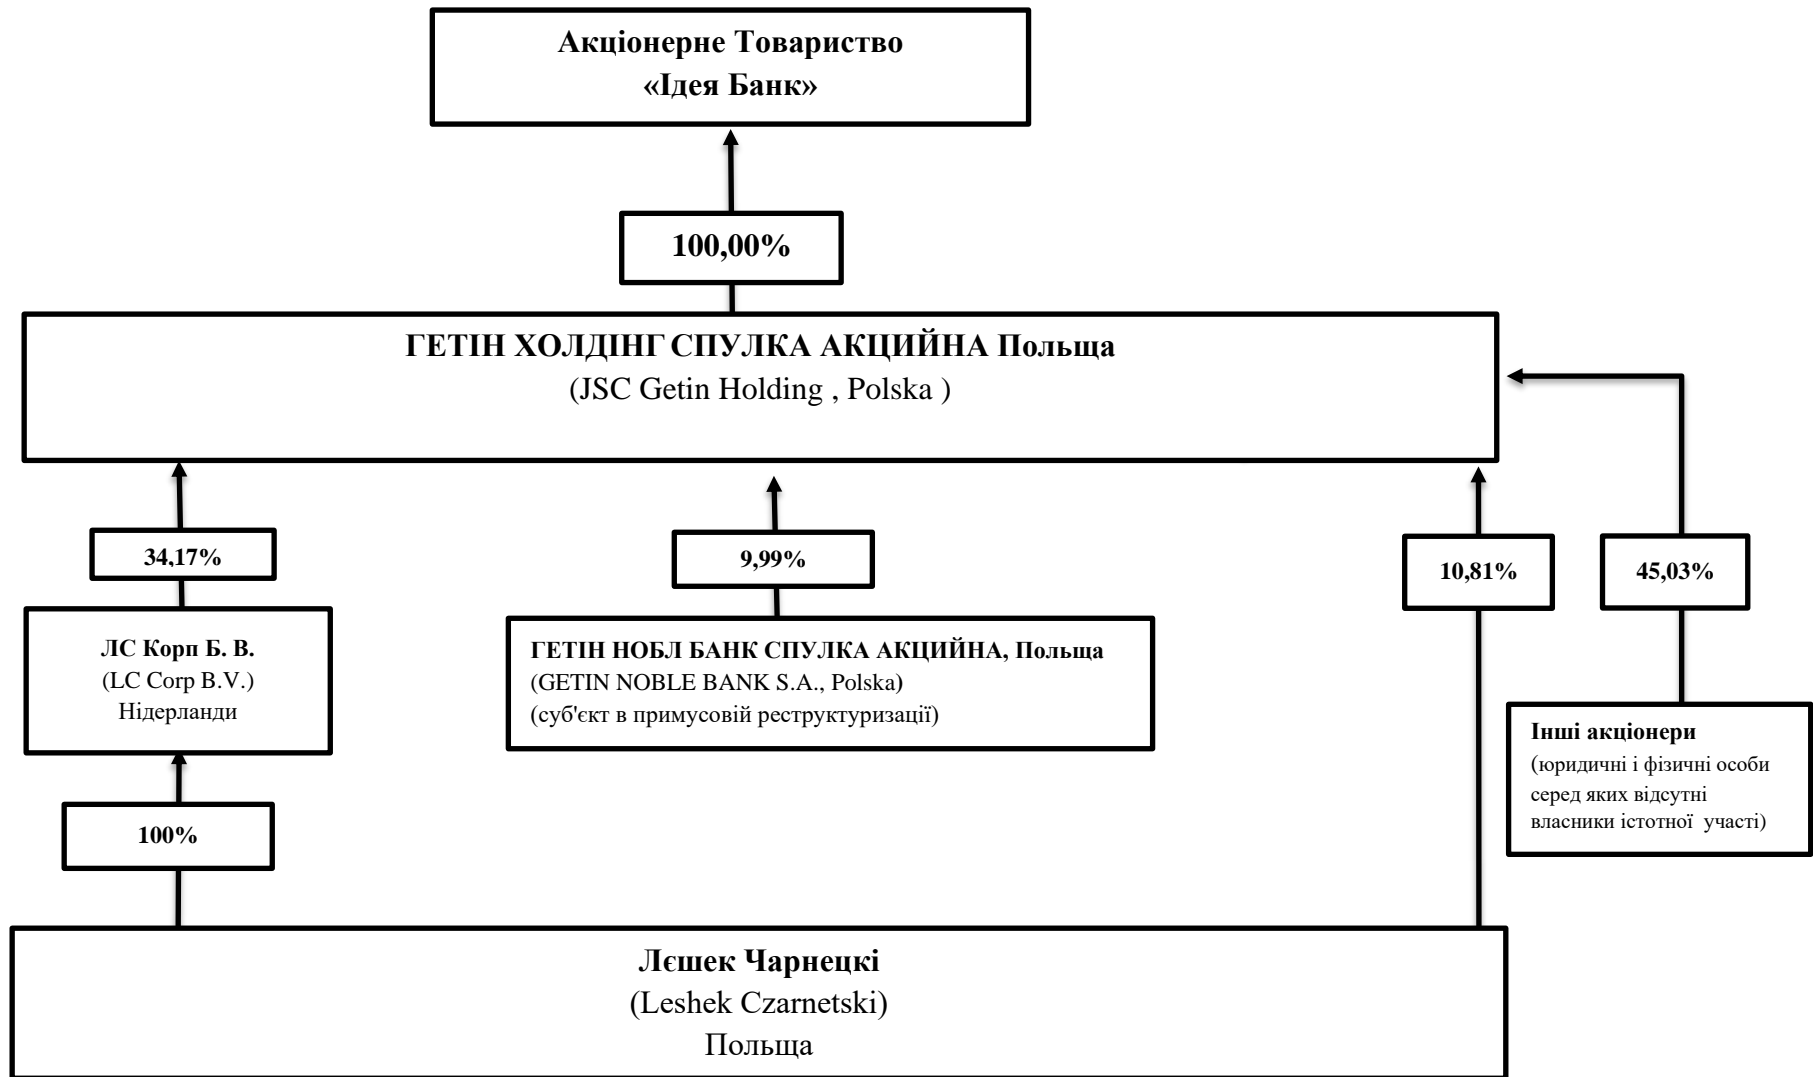 Акціонерне Товариство
«Ідея Банк»
100,00%
ГЕТІН ХОЛДІНГ СПУЛКА АКЦИЙНА Польща
(JSC Getin Holding , Polska )
34,17%
9,99%
10,81%
45,03%
ЛС Корп Б. В.
(LC Corp B.V.)
Нідерланди
ГЕТІН НОБЛ БАНК СПУЛКА АКЦИЙНА, Польща
(GETIN NOBLE BANK S.A., Polska)
(суб'єкт в примусовій реструктуризації)
Інші акціонери
(юридичні і фізичні особи
серед яких відсутні
власники істотної участі)
100%
Лєшек Чарнецкі
(Leshek Czarnetski)
Польща